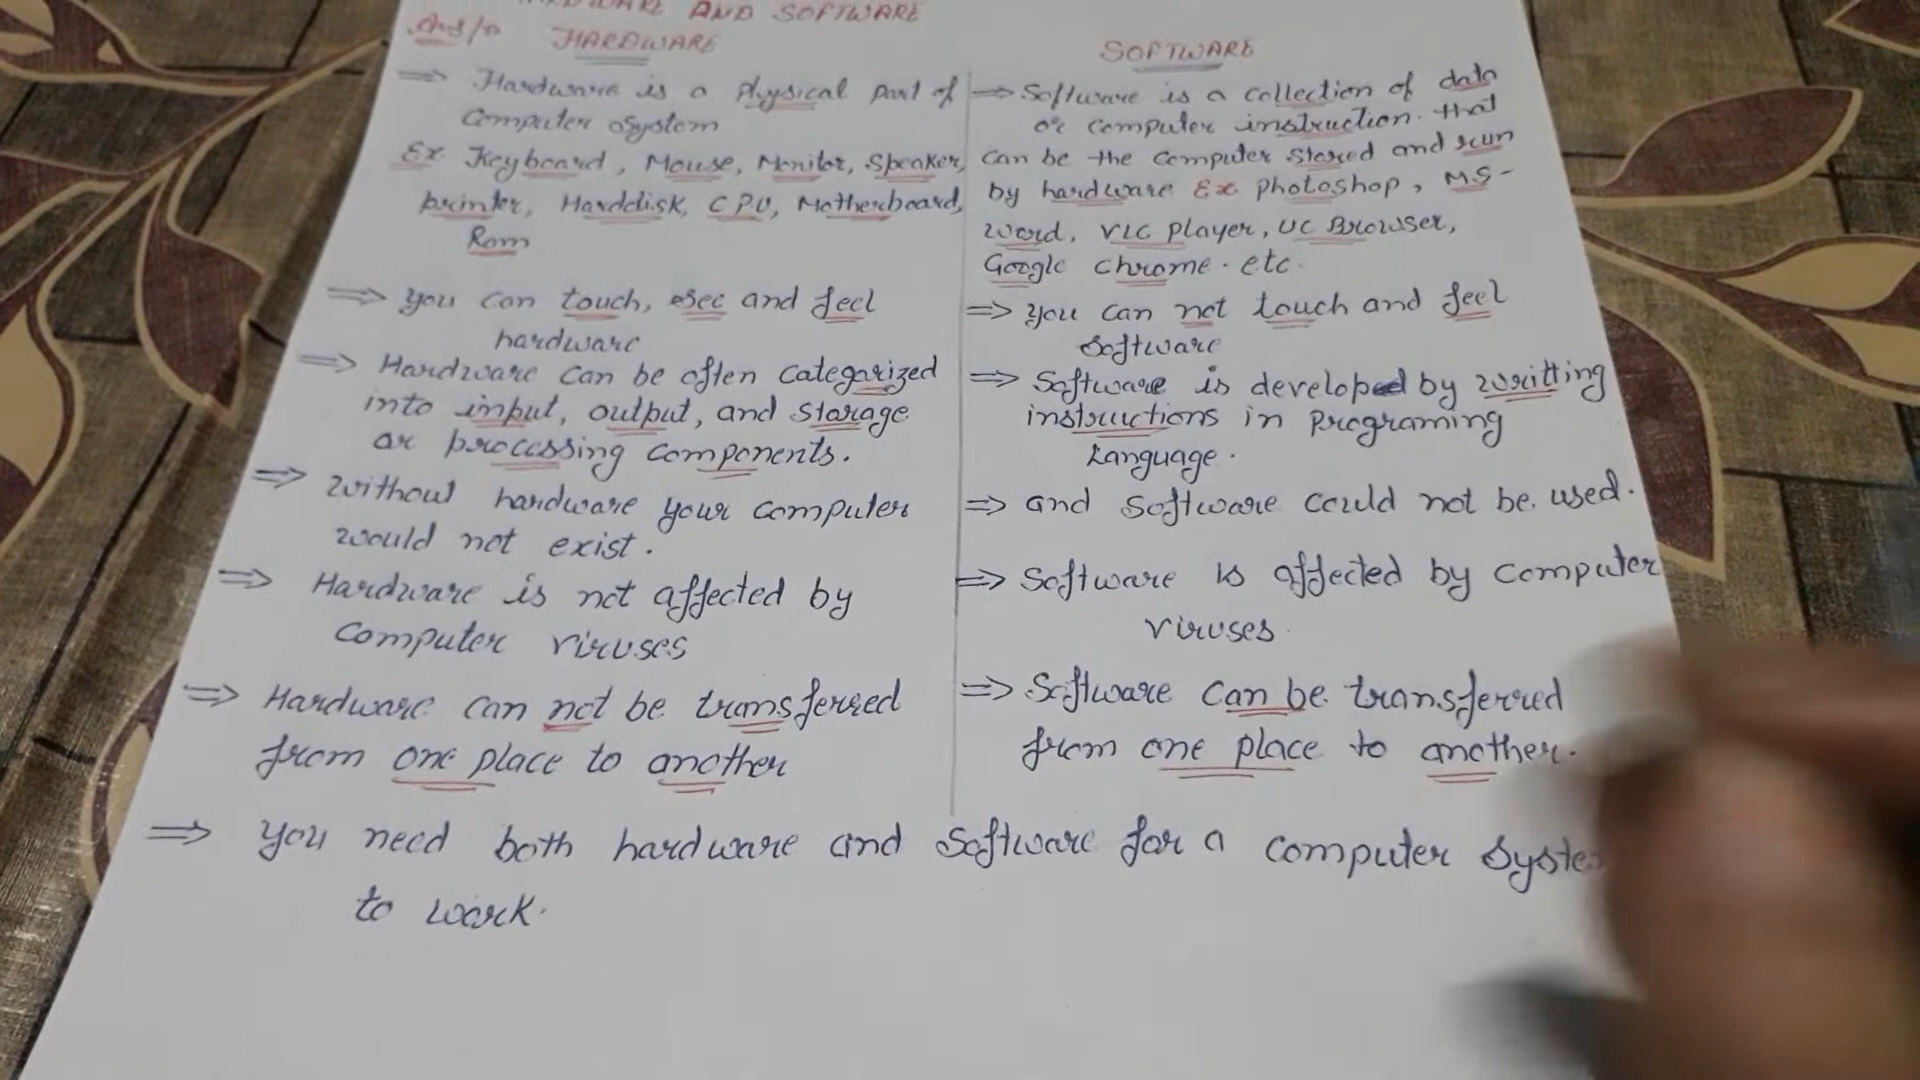 AND SOFTWARE
Ans/n
HARDWARE
⇒ Hardware is a physical part of
Computer System
Ex. Keyboard, Mouse, Monitor, Speaker,
printer, Harddisk, CPU, Motherboard,
Ram
⇒ you can touch, see and feel
hardware
⇒ Hardware can be often categarized
into input, output, and storage
or processing components.
⇒ without hardware your computer
would not exist.
⇒ Hardware is not affected by
Computer viruses
⇒ Hardware can not be transferred
from one place to another
SOFTWARE
⇒ Software is a collection of data
or computer instruction. that
can be the computer stored and run
by hardware Ex photoshop, M.S-
word, VLC player, UC Browser,
Google chrome. etc.
⇒ you can not touch and feel
Software
⇒ Software is developed by writting
instructions in Programing
Language.
⇒ and Software could not be used.
⇒ Software is affected by computer
viruses.
⇒ Software can be transferred
from one place to another.
⇒ you need both hardware and Software for a computer Syste
to work.